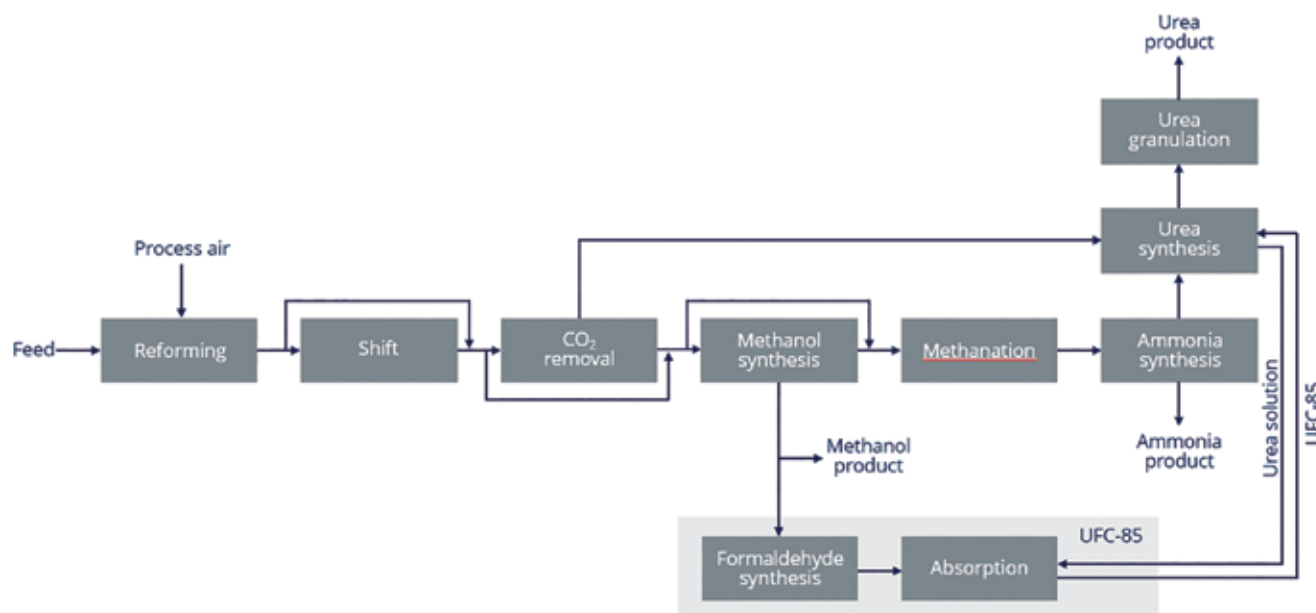 Urea
product
Urea
granulation
Urea
synthesis
Process air
Feed
Reforming
Shift
CO₂
removal
Methanol
synthesis
Methanation
Ammonia
synthesis
Urea solution
UFC-85
Methanol
product
Ammonia
product
UFC-85
Formaldehyde
synthesis
Absorption